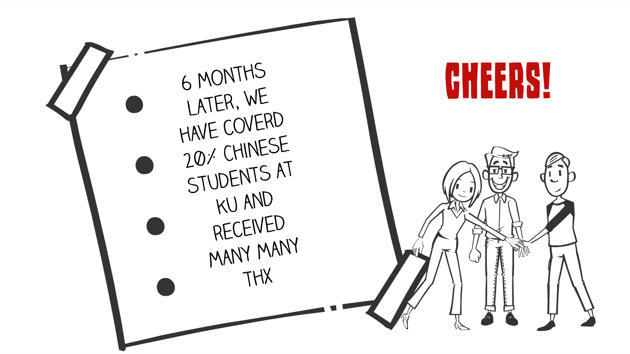 6 MONTHS
LATER, WE
HAVE COVERD
20% CHINESE
STUDENTS AT
KU AND
RECEIVED
MANY MANY
THX
CHEERS!